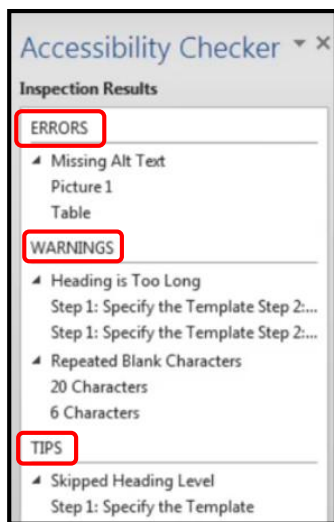 Accessibility Checker
Inspection Results
ERRORS
Missing Alt Text
Picture 1
Table
WARNINGS
Heading is Too Long
Step 1: Specify the Template Step 2:...
Step 1: Specify the Template Step 2:...
Repeated Blank Characters
20 Characters
6 Characters
TIPS
Skipped Heading Level
Step 1: Specify the Template